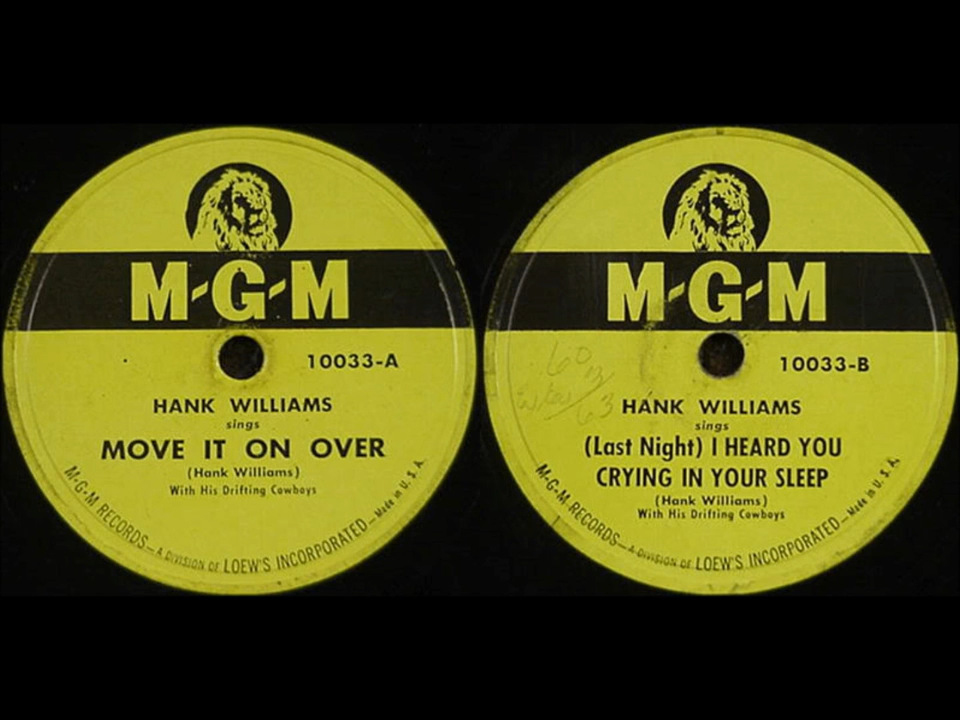 M-G-M
10033-A
HANK WILLIAMS
sings
MOVE IT ON OVER
(Hank Williams)
With His Drifting Cowboys
M-G-M RECORDS—A DIVISION OF LOEW'S INCORPORATED—Made in U.S.A.
M-G-M
10033-B
60
63
HANK WILLIAMS
sings
(Last Night) I HEARD YOU
CRYING IN YOUR SLEEP
(Hank Williams)
With His Drifting Cowboys
M-G-M RECORDS—A DIVISION OF LOEW'S INCORPORATED—Made in U.S.A.